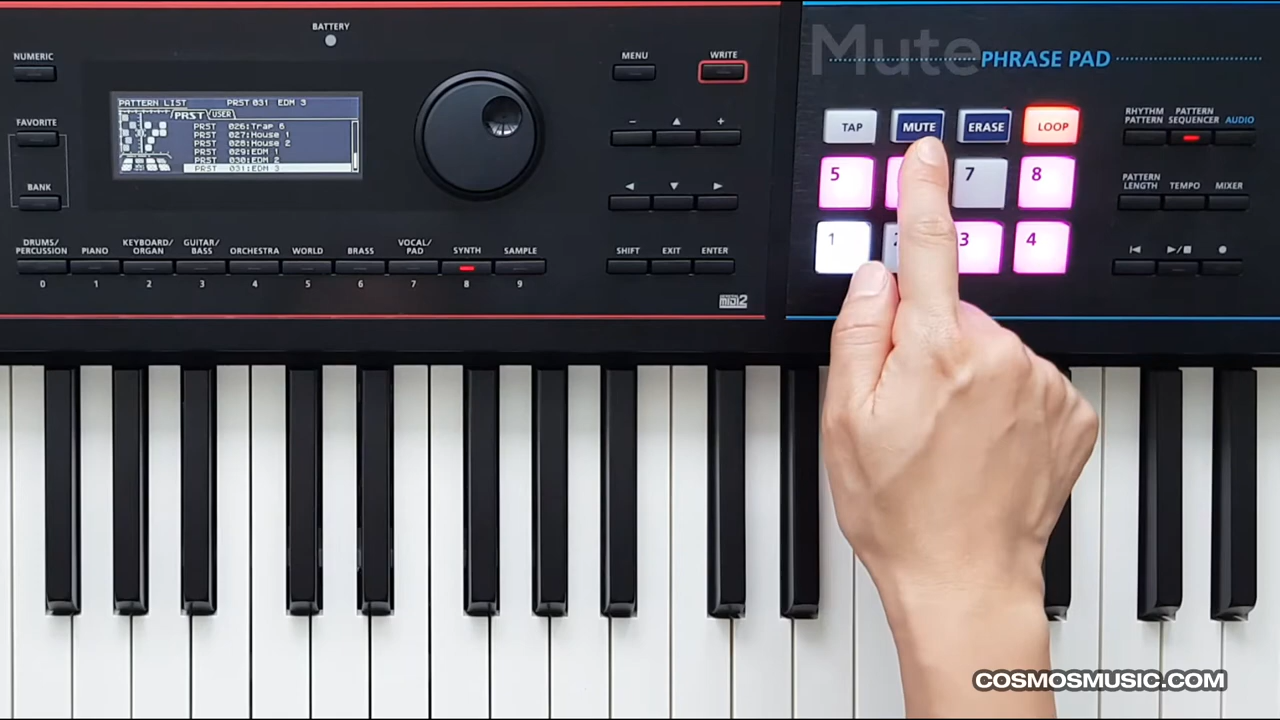 BATTERY
NUMERIC
FAVORITE
BANK
PATTERN LIST PRST 031: EDM 3
PRST USER
PRST 026:Trap 6
PRST 027:House 1
PRST 028:House 2
PRST 029:EDM 1
PRST 030:EDM 2
PRST 031:EDM 3
MENU
WRITE
− ▲ +
◀ ▼ ▶
SHIFT EXIT ENTER
DRUMS/
PERCUSSION
PIANO
KEYBOARD/
ORGAN
GUITAR/
BASS
ORCHESTRA
WORLD
BRASS
VOCAL/
PAD
SYNTH
SAMPLE
0 1 2 3 4 5 6 7 8 9
midi2
Mute
PHRASE PAD
TAP MUTE ERASE LOOP
5 7 8
1 2 3 4
RHYTHM
PATTERN
PATTERN
SEQUENCER
AUDIO
PATTERN
LENGTH
TEMPO
MIXER
COSMOSMUSIC.COM